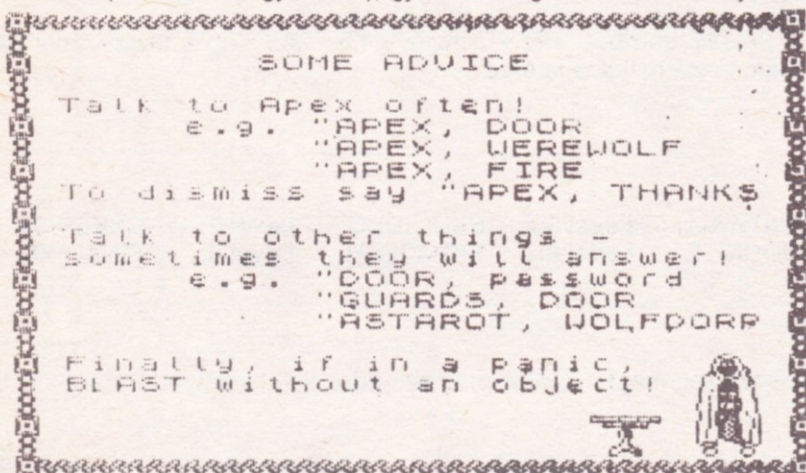 SOME ADVICE
Talk to Apex often!
e.g. "APEX, DOOR
"APEX, WEREWOLF
"APEX, FIRE
To dismiss say "APEX, THANKS
Talk to other things -
sometimes they will answer!
e.g. "DOOR, password
"GUARDS, DOOR
"ASTAROT, WOLFDORP
Finally, if in a panic,
BLAST without an object!